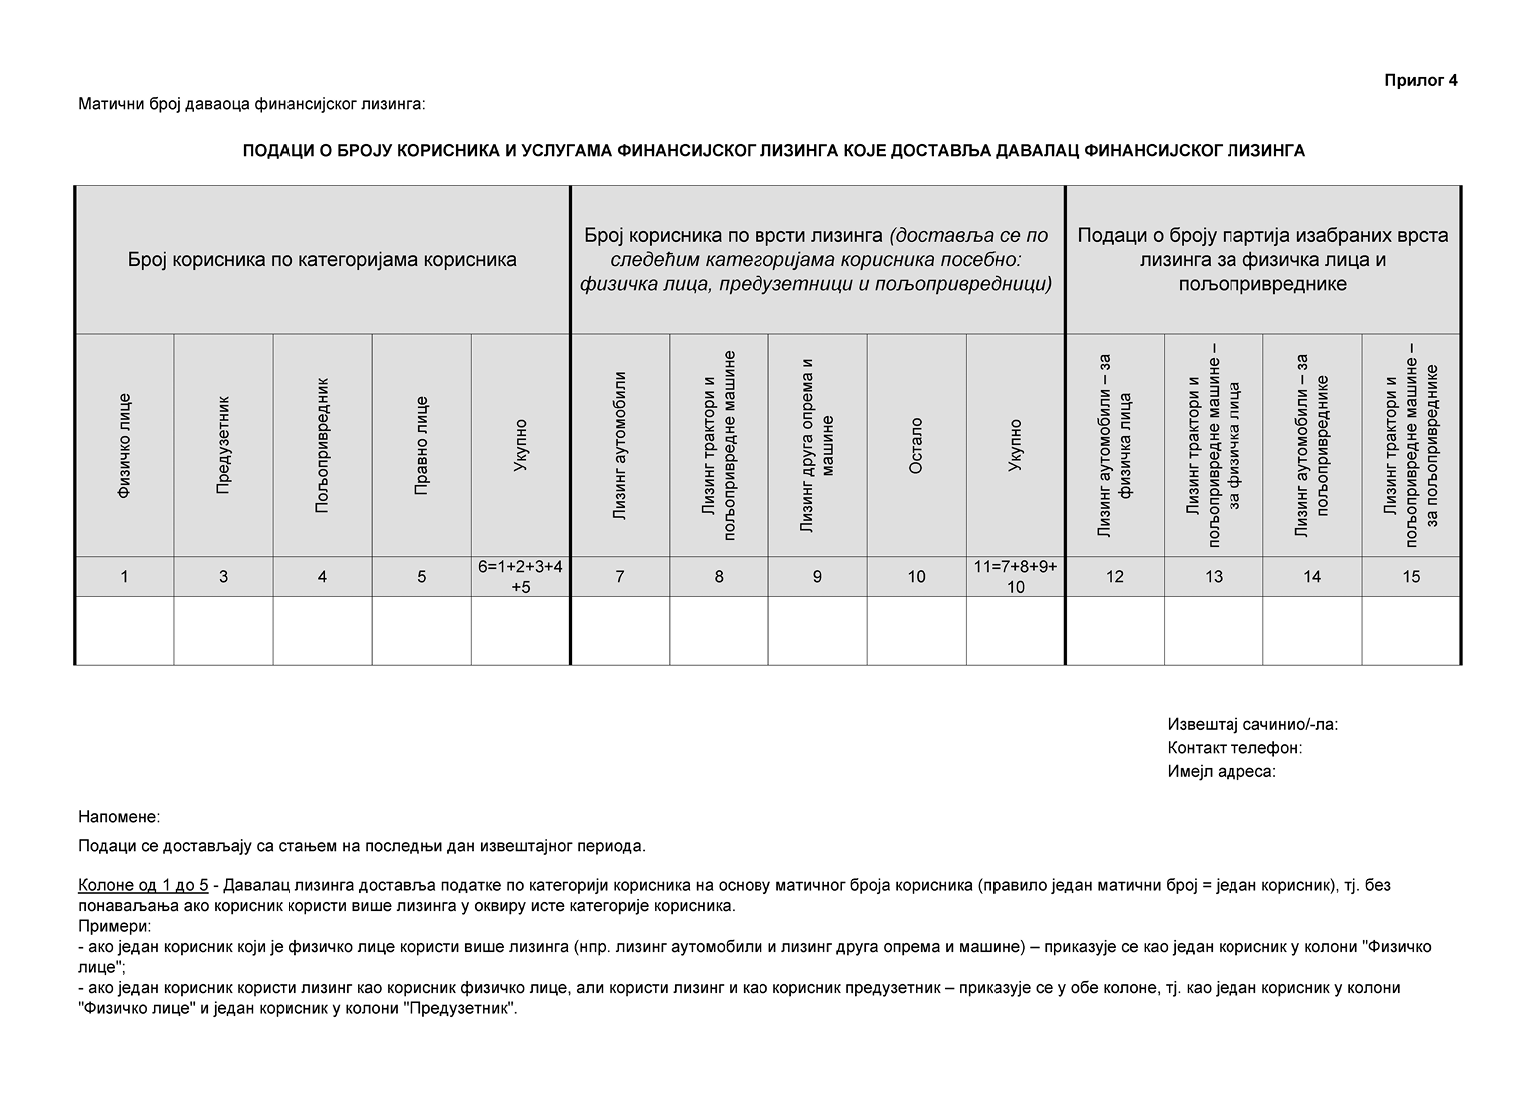 Прилог 4
Матични број даваоца финансијског лизинга:
ПОДАЦИ О БРОЈУ КОРИСНИКА И УСЛУГАМА ФИНАНСИЈСКОГ ЛИЗИНГА КОЈЕ ДОСТАВЉА ДАВАЛАЦ ФИНАНСИЈСКОГ ЛИЗИНГА
Број корисника по категоријама корисника
Број корисника по врсти лизинга (доставља се по
следећим категоријама корисника посебно:
физичка лица, предузетници и пољопривредници)
Подаци о броју партија изабраних врста
лизинга за физичка лица и
пољопривреднике
Физичко лице
Предузетник
Пољопривредник
Правно лице
Укупно
Лизинг аутомобили
Лизинг трактори и
пољопривредне машине
Лизинг друга опрема и
машине
Остало
Укупно
Лизинг аутомобили – за
физичка лица
Лизинг трактори и
пољопривредне машине –
за физичка лица
Лизинг аутомобили – за
пољопривреднике
Лизинг трактори и
пољопривредне машине –
за пољопривреднике
1
3
4
5
6=1+2+3+4
+5
7
8
9
10
11=7+8+9+
10
12
13
14
15
Извештај сачинио/-ла:
Контакт телефон:
Имејл адреса:
Напомене:
Подаци се достављају са стањем на последњи дан извештајног периода.
Колоне од 1 до 5 - Давалац лизинга доставља податке по категорији корисника на основу матичног броја корисника (правило један матични број = један корисник), тј. без
понаваљања ако корисник користи више лизинга у оквиру исте категорије корисника.
Примери:
- ако један корисник који је физичко лице користи више лизинга (нпр. лизинг аутомобили и лизинг друга опрема и машине) – приказује се као један корисник у колони "Физичко
лице";
- ако један корисник користи лизинг као корисник физичко лице, али користи лизинг и као корисник предузетник – приказује се у обе колоне, тј. као један корисник у колони
"Физичко лице" и један корисник у колони "Предузетник".